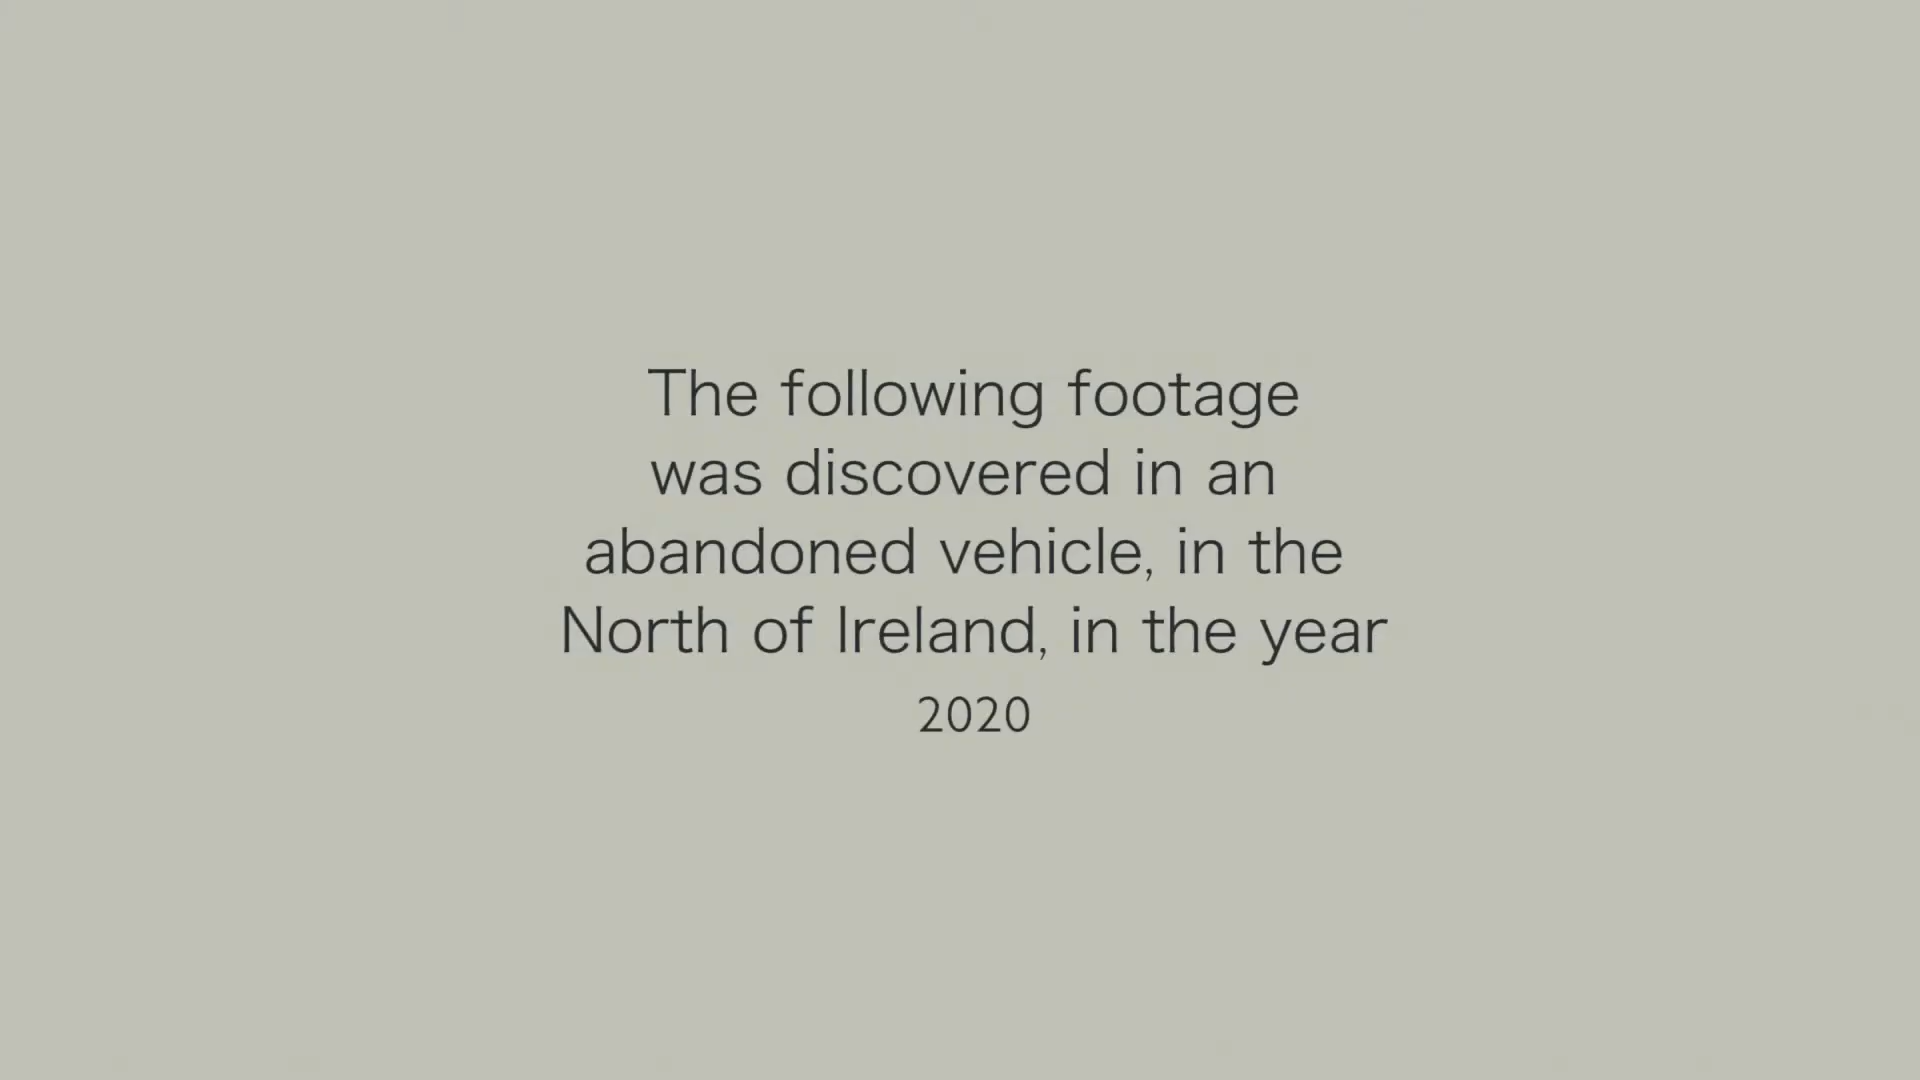 The following footage
was discovered in an
abandoned vehicle, in the
North of Ireland, in the year
2020